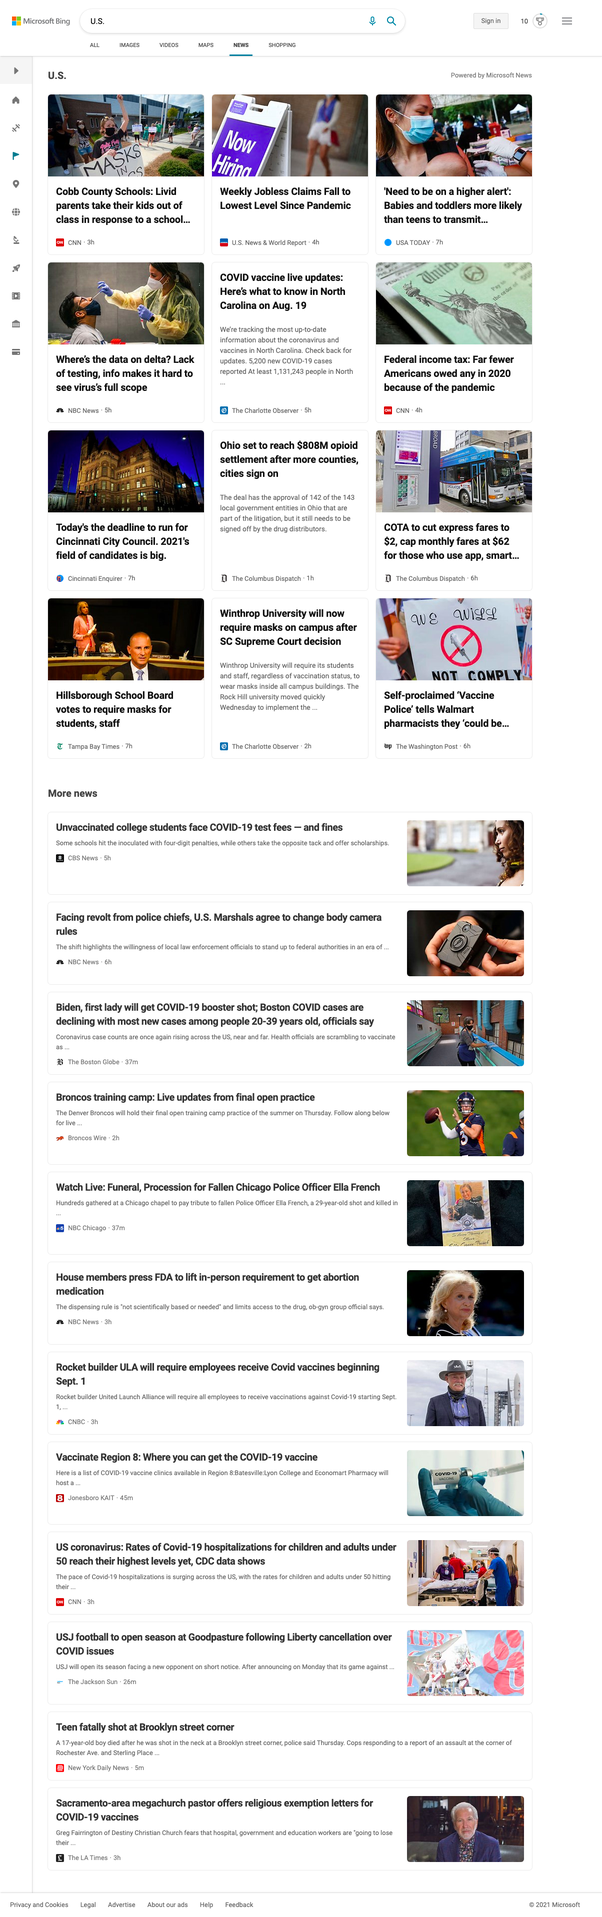 Microsoft Bing
U.S.
Sign in
10
ALL
IMAGES
VIDEOS
MAPS
NEWS
SHOPPING
U.S.
Powered by Microsoft News
MASKS
IN
Cobb County Schools: Livid
parents take their kids out of
class in response to a school...
CNN · 3h
Now
Hiring
Weekly Jobless Claims Fall to
Lowest Level Since Pandemic
U.S. News & World Report · 4h
'Need to be on a higher alert':
Babies and toddlers more likely
than teens to transmit...
USA TODAY · 7h
Where's the data on delta? Lack
of testing, info makes it hard to
see virus's full scope
NBC News · 5h
COVID vaccine live updates:
Here's what to know in North
Carolina on Aug. 19
We're tracking the most up-to-date
information about the coronavirus and
vaccines in North Carolina. Check back for
updates. 5,200 new COVID-19 cases
reported At least 1,131,243 people in North
...
The Charlotte Observer · 5h
Federal income tax: Far fewer
Americans owed any in 2020
because of the pandemic
CNN · 4h
Today's the deadline to run for
Cincinnati City Council. 2021's
field of candidates is big.
Cincinnati Enquirer · 7h
Ohio set to reach $808M opioid
settlement after more counties,
cities sign on
The deal has the approval of 142 of the 143
local government entities in Ohio that are
part of the litigation, but it still needs to be
signed off by the drug distributors.
The Columbus Dispatch · 1h
COTA to cut express fares to
$2, cap monthly fares at $62
for those who use app, smart...
The Columbus Dispatch · 6h
Hillsborough School Board
votes to require masks for
students, staff
Tampa Bay Times · 7h
Winthrop University will now
require masks on campus after
SC Supreme Court decision
Winthrop University will require its students
and staff, regardless of vaccination status, to
wear masks inside all campus buildings. The
Rock Hill university moved quickly
Wednesday to implement the ...
The Charlotte Observer · 2h
WE WILL
NOT COMPLY
Self-proclaimed 'Vaccine
Police' tells Walmart
pharmacists they 'could be...
The Washington Post · 6h
More news
Unvaccinated college students face COVID-19 test fees — and fines
Some schools hit the inoculated with four-digit penalties, while others take the opposite tack and offer scholarships.
CBS News · 5h
Facing revolt from police chiefs, U.S. Marshals agree to change body camera
rules
The shift highlights the willingness of local law enforcement officials to stand up to federal authorities in an era of ...
NBC News · 6h
Biden, first lady will get COVID-19 booster shot; Boston COVID cases are
declining with most new cases among people 20-39 years old, officials say
Coronavirus case counts are once again rising across the US, near and far. Health officials are scrambling to vaccinate
as ...
The Boston Globe · 37m
Broncos training camp: Live updates from final open practice
The Denver Broncos will hold their final open training camp practice of the summer on Thursday. Follow along below
for live ...
Broncos Wire · 2h
Watch Live: Funeral, Procession for Fallen Chicago Police Officer Ella French
Hundreds gathered at a Chicago chapel to pay tribute to fallen Police Officer Ella French, a 29-year-old shot and killed in
...
NBC Chicago · 37m
House members press FDA to lift in-person requirement to get abortion
medication
The dispensing rule is "not scientifically based or needed" and limits access to the drug, ob-gyn group official says.
NBC News · 3h
Rocket builder ULA will require employees receive Covid vaccines beginning
Sept. 1
Rocket builder United Launch Alliance will require all employees to receive vaccinations against Covid-19 starting Sept.
1, ...
CNBC · 3h
Vaccinate Region 8: Where you can get the COVID-19 vaccine
Here is a list of COVID-19 vaccine clinics available in Region 8:Batesville:Lyon College and Economart Pharmacy will
host a ...
Jonesboro KAIT · 45m
COVID-19
VACCINE
US coronavirus: Rates of Covid-19 hospitalizations for children and adults under
50 reach their highest levels yet, CDC data shows
The pace of Covid-19 hospitalizations is surging across the US, with the rates for children and adults under 50 hitting
their ...
CNN · 3h
USJ football to open season at Goodpasture following Liberty cancellation over
COVID issues
USJ will open its season facing a new opponent on short notice. After announcing on Monday that its game against ...
The Jackson Sun · 26m
Teen fatally shot at Brooklyn street corner
A 17-year-old boy died after he was shot in the neck at a Brooklyn street corner, police said Thursday. Cops responding to a report of an assault at the corner of
Rochester Ave. and Sterling Place ...
New York Daily News · 5m
Sacramento-area megachurch pastor offers religious exemption letters for
COVID-19 vaccines
Greg Fairrington of Destiny Christian Church fears that hospital, government and education workers are "going to lose
their ...
The LA Times · 3h
Privacy and Cookies
Legal
Advertise
About our ads
Help
Feedback
© 2021 Microsoft